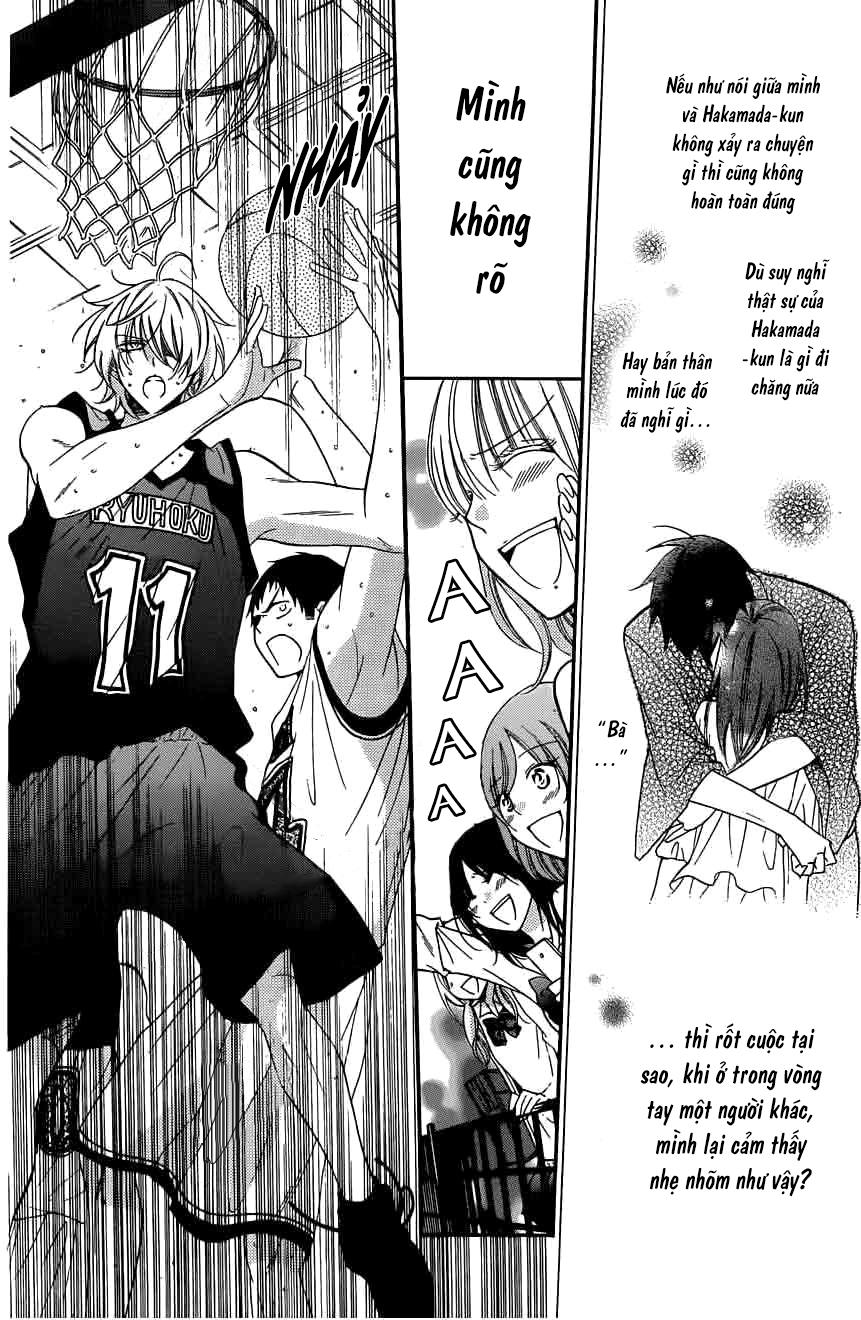 Nếu như nói giữa mình
và Hakamada-kun
không xảy ra chuyện
gì thì cũng không
hoàn toàn đúng
Dù suy nghĩ
thật sự của
Hakamada
-kun là gì đi
chăng nữa
Hay bản thân
mình lúc đó
đã nghĩ gì...
"Bà
..."
... thì rốt cuộc tại
sao, khi ở trong vòng
tay một người khác,
mình lại cảm thấy
nhẹ nhõm như vậy?
Mình
cũng
không
rõ
A
A
A
A
NHẢY
RYUHOKU
11